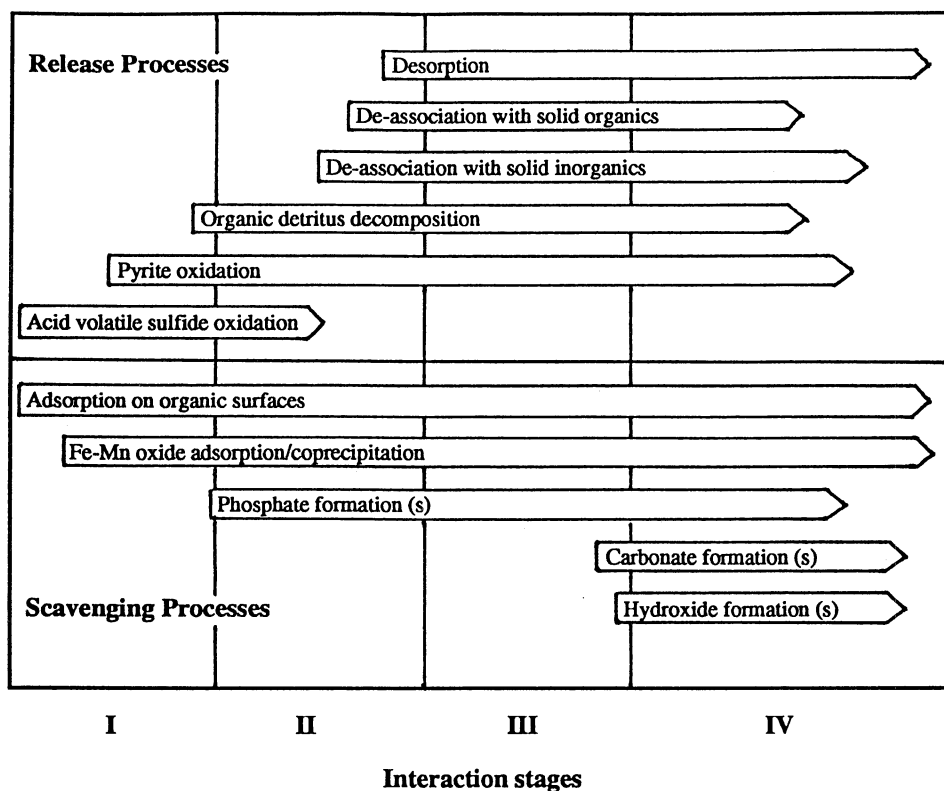 Release Processes
Desorption
De-association with solid organics
De-association with solid inorganics
Organic detritus decomposition
Pyrite oxidation
Acid volatile sulfide oxidation
Adsorption on organic surfaces
Fe-Mn oxide adsorption/coprecipitation
Phosphate formation (s)
Carbonate formation (s)
Scavenging Processes
Hydroxide formation (s)
I II III IV
Interaction stages